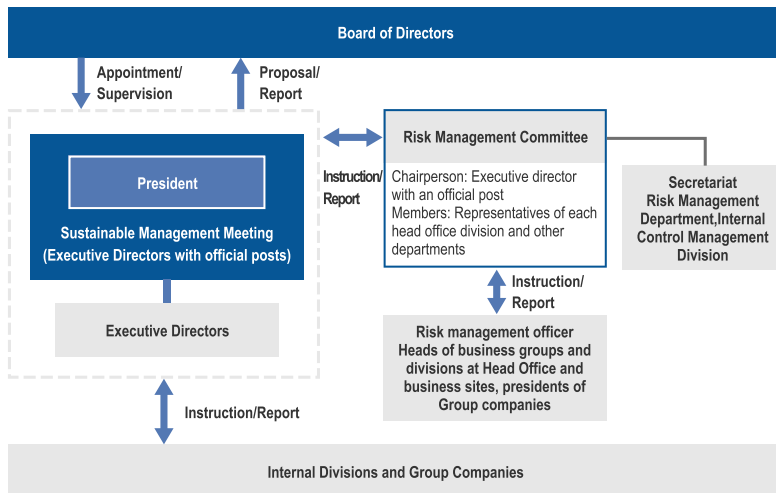 Board of Directors
Appointment/
Supervision
Proposal/
Report
President
Sustainable Management Meeting
(Executive Directors with official posts)
Executive Directors
Instruction/
Report
Risk Management Committee
Chairperson: Executive director
with an official post
Members: Representatives of each
head office division and other
departments
Secretariat
Risk Management
Department,Internal
Control Management
Division
Instruction/
Report
Risk management officer
Heads of business groups and
divisions at Head Office and
business sites, presidents of
Group companies
Instruction/Report
Internal Divisions and Group Companies